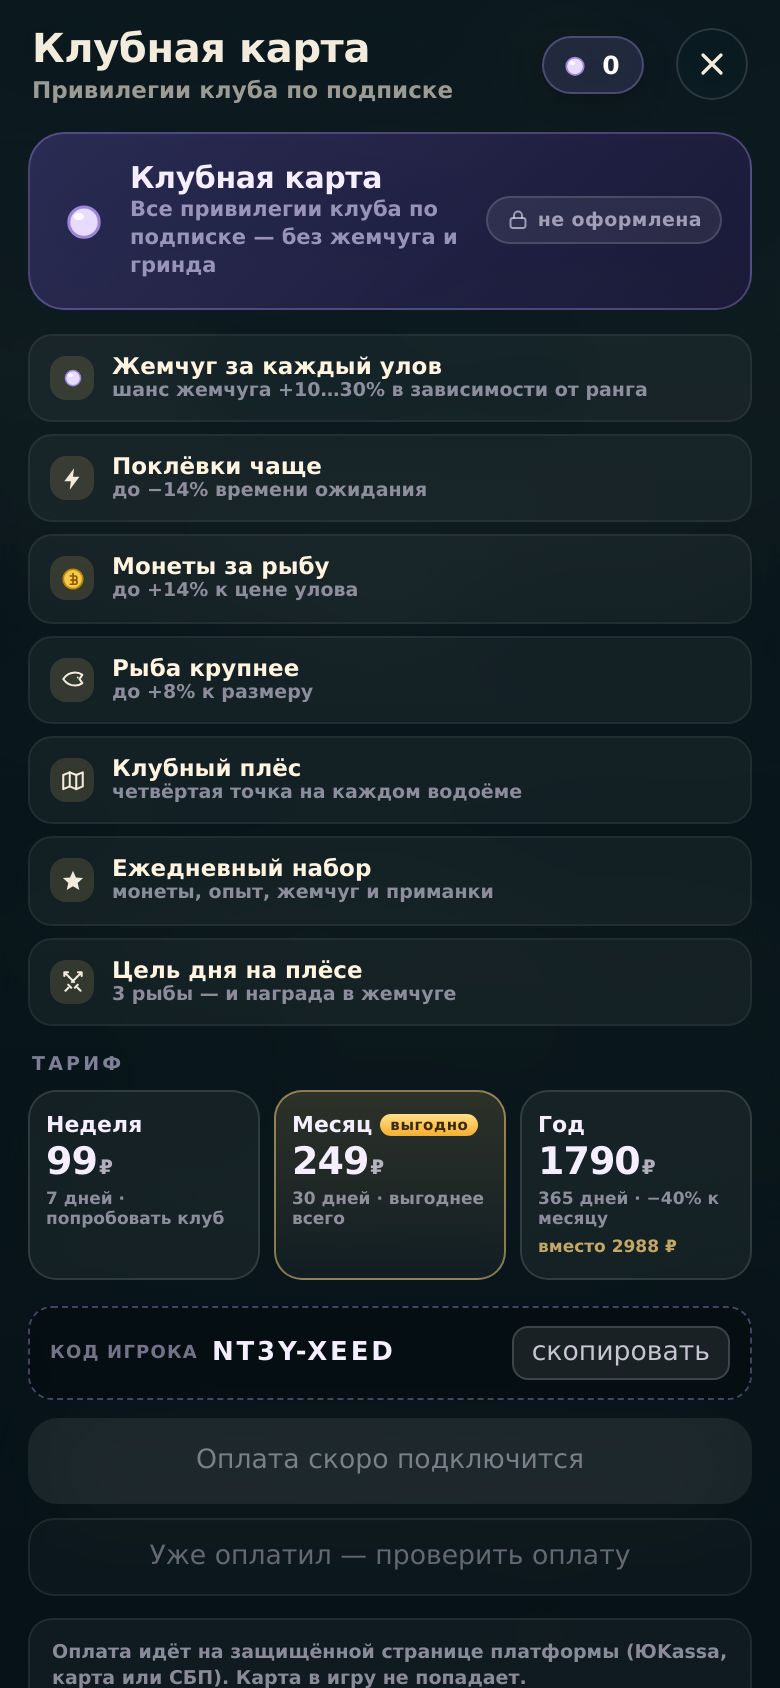 Клубная карта
0
Привилегии клуба по подписке
Клубная карта
Все привилегии клуба по
подписке — без жемчуга и
гринда
не оформлена
Жемчуг за каждый улов
шанс жемчуга +10…30% в зависимости от ранга
Поклёвки чаще
до −14% времени ожидания
Монеты за рыбу
до +14% к цене улова
Рыба крупнее
до +8% к размеру
Клубный плёс
четвёртая точка на каждом водоёме
Ежедневный набор
монеты, опыт, жемчуг и приманки
Цель дня на плёсе
3 рыбы — и награда в жемчуге
ТАРИФ
Неделя
99 ₽
7 дней ·
попробовать клуб
Месяц выгодно
249 ₽
30 дней · выгоднее
всего
Год
1790 ₽
365 дней · −40% к
месяцу
вместо 2988 ₽
КОД ИГРОКА NT3Y-XEED
скопировать
Оплата скоро подключится
Уже оплатил — проверить оплату
Оплата идёт на защищённой странице платформы (ЮKassa,
карта или СБП). Карта в игру не попадает.